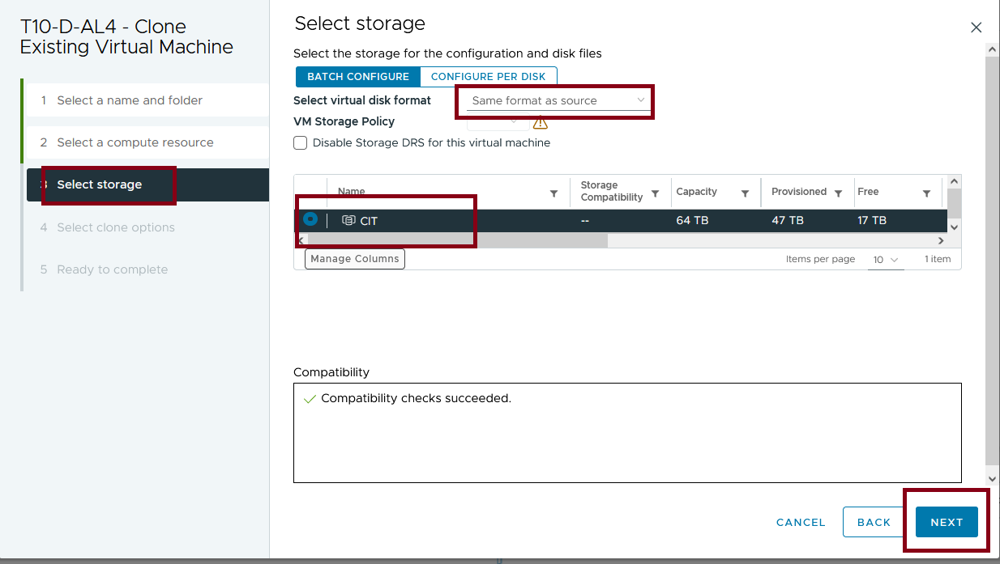 T10-D-AL4 - Clone
Existing Virtual Machine
1 Select a name and folder
2 Select a compute resource
3 Select storage
4 Select clone options
5 Ready to complete
Select storage
Select the storage for the configuration and disk files
BATCH CONFIGURE CONFIGURE PER DISK
Select virtual disk format Same format as source
VM Storage Policy
Disable Storage DRS for this virtual machine
Name Storage Compatibility Capacity Provisioned Free
CIT -- 64 TB 47 TB 17 TB
Manage Columns Items per page 10 1 item
Compatibility
Compatibility checks succeeded.
CANCEL BACK NEXT